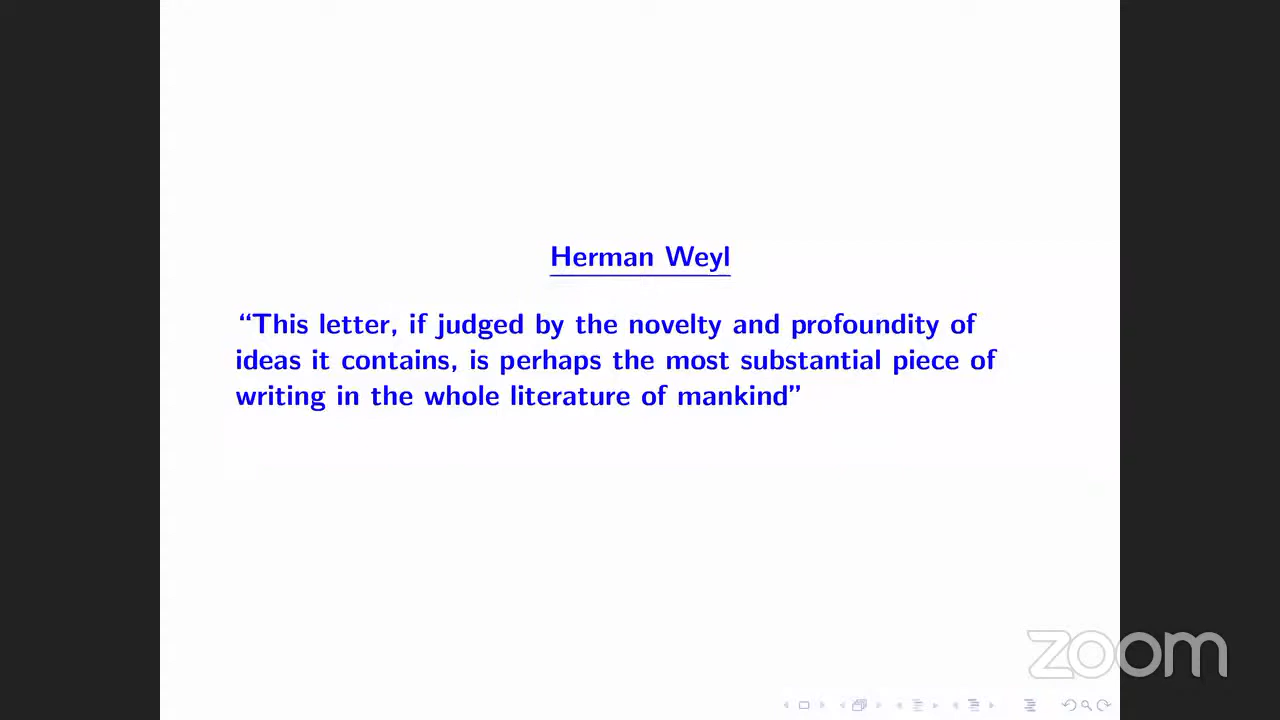 Herman Weyl
“This letter, if judged by the novelty and profoundity of
ideas it contains, is perhaps the most substantial piece of
writing in the whole literature of mankind”
zoom